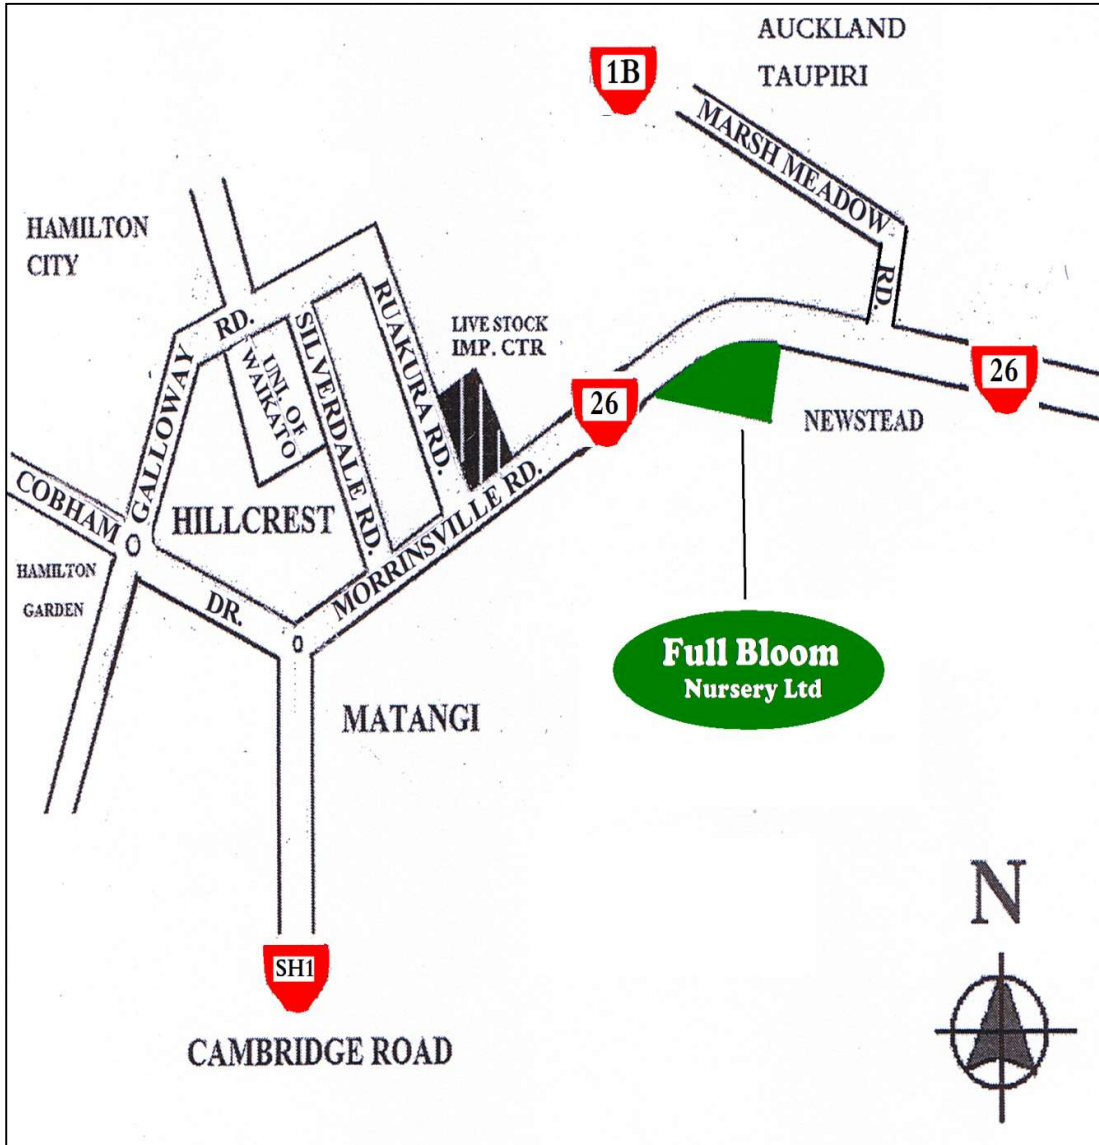 AUCKLAND
TAUPIRI
1B
MARSH MEADOW
RD.
HAMILTON
CITY
RD.
GALLOWAY
UNI. OF
WAIKATO
SILVERDALE RD.
RUAKURA RD.
LIVE STOCK
IMP. CTR
26
26
NEWSTEAD
COBHAM
DR.
HILLCREST
MORRINSVILLE RD.
HAMILTON
GARDEN
Full Bloom
Nursery Ltd
MATANGI
N
SH1
CAMBRIDGE ROAD